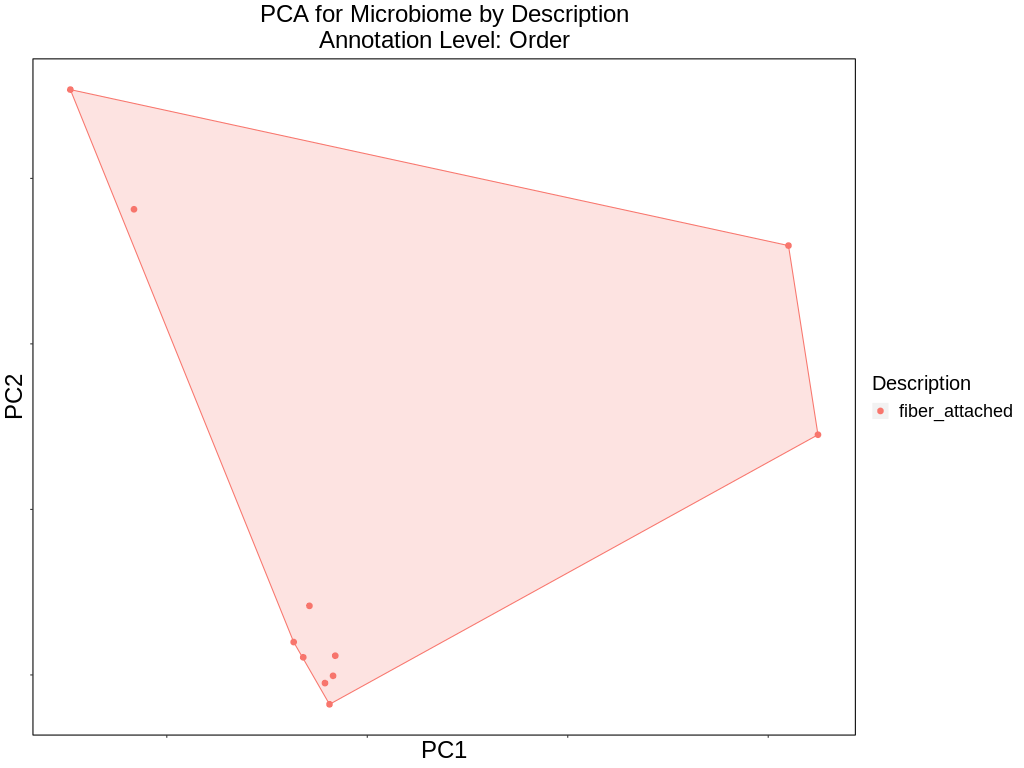 PCA for Microbiome by Description
Annotation Level: Order
PC2
Description
fiber_attached
PC1